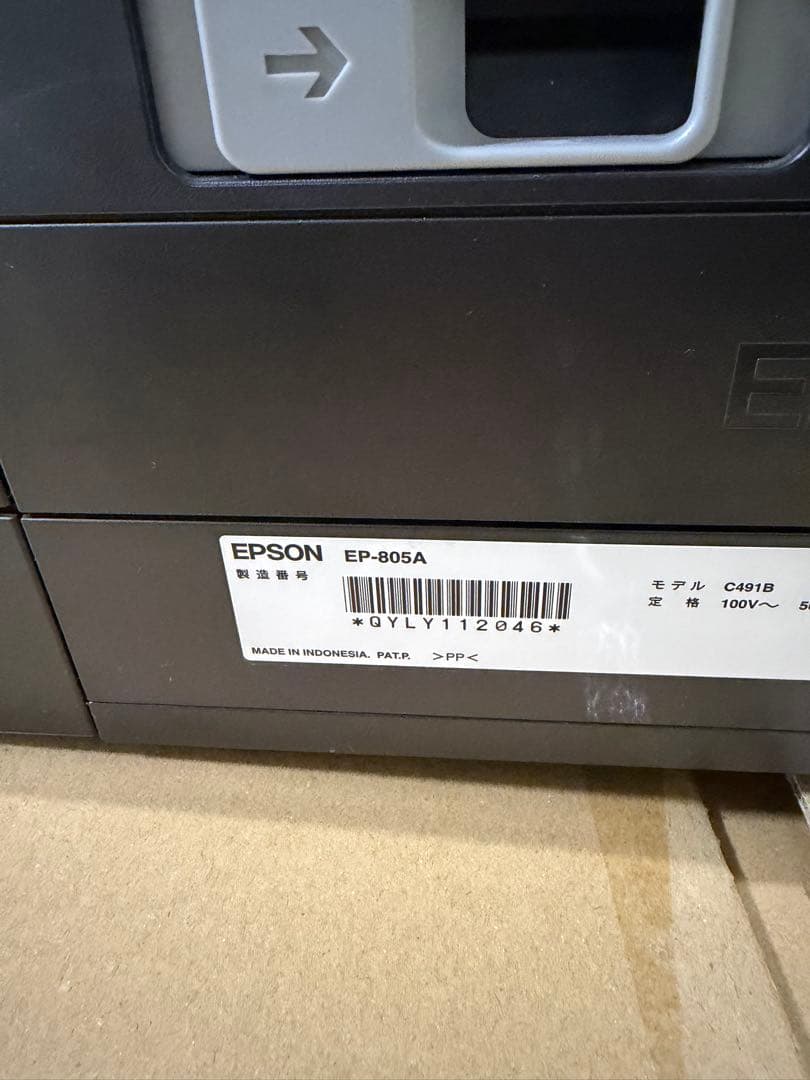 EPSON EP-805A
製造番号
*QYLY112046*
モデル C491B
定格 100V～
MADE IN INDONESIA. PAT.P. >PP<